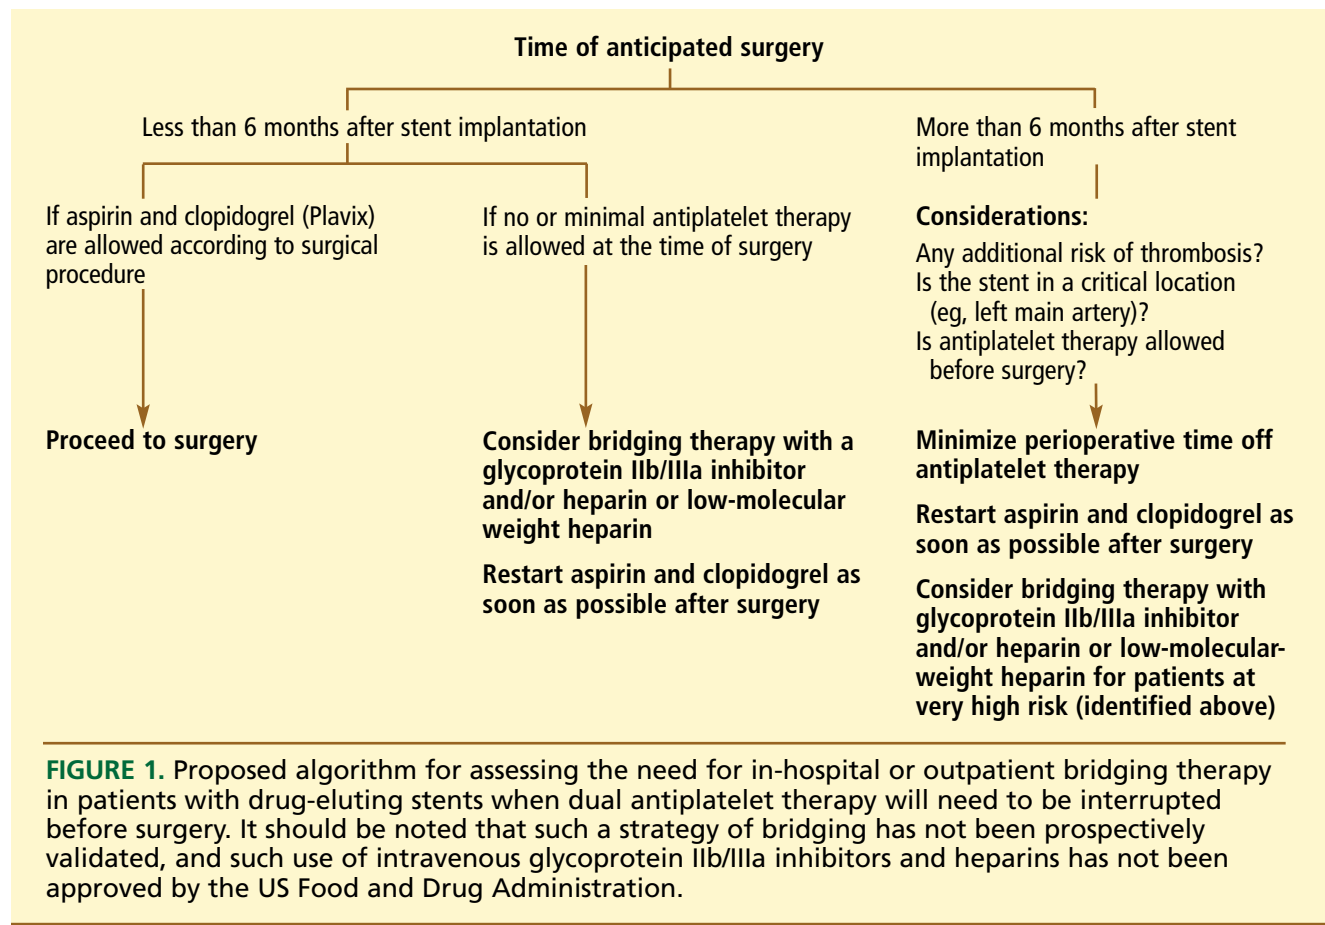 Time of anticipated surgery
Less than 6 months after stent implantation
If aspirin and clopidogrel (Plavix)
are allowed according to surgical
procedure
Proceed to surgery
If no or minimal antiplatelet therapy
is allowed at the time of surgery
Consider bridging therapy with a
glycoprotein IIb/IIIa inhibitor
and/or heparin or low-molecular
weight heparin
Restart aspirin and clopidogrel as
soon as possible after surgery
More than 6 months after stent
implantation
Considerations:
Any additional risk of thrombosis?
Is the stent in a critical location
(eg, left main artery)?
Is antiplatelet therapy allowed
before surgery?
Minimize perioperative time off
antiplatelet therapy
Restart aspirin and clopidogrel as
soon as possible after surgery
Consider bridging therapy with
glycoprotein IIb/IIIa inhibitor
and/or heparin or low-molecular-
weight heparin for patients at
very high risk (identified above)
FIGURE 1. Proposed algorithm for assessing the need for in-hospital or outpatient bridging therapy
in patients with drug-eluting stents when dual antiplatelet therapy will need to be interrupted
before surgery. It should be noted that such a strategy of bridging has not been prospectively
validated, and such use of intravenous glycoprotein IIb/IIIa inhibitors and heparins has not been
approved by the US Food and Drug Administration.